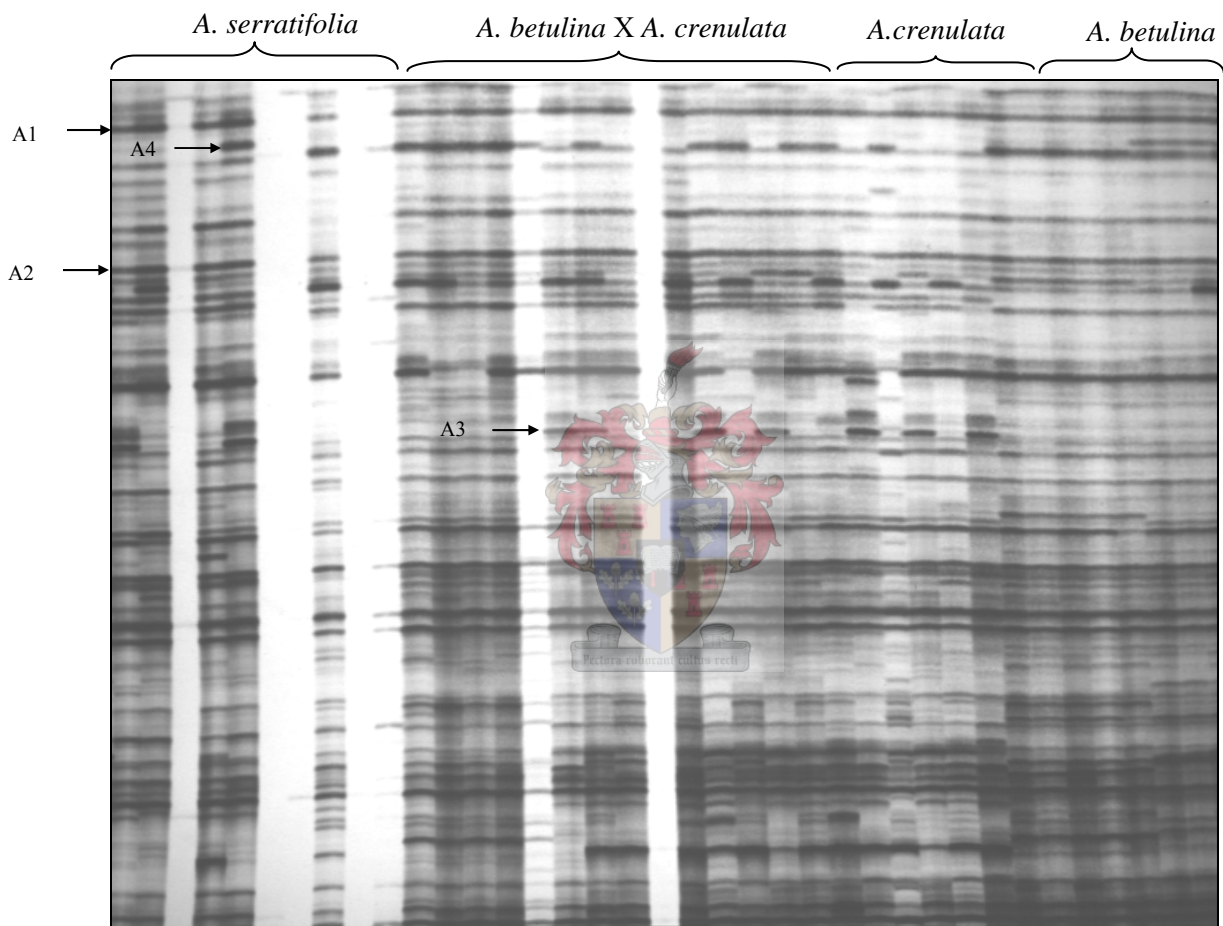 A. serratifolia
A. betulina X A. crenulata
A.crenulata
A. betulina
A1
A4
A2
A3
Pectora roborant cultus recti